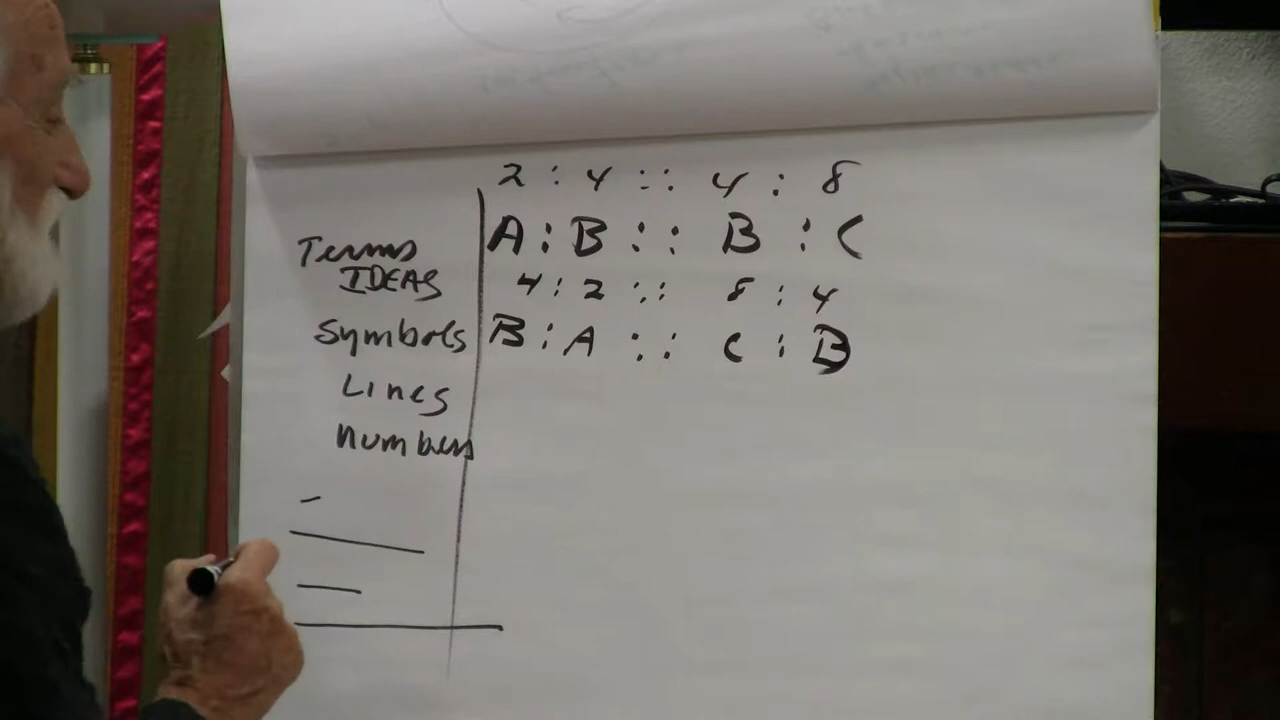 2 : 4 :: 4 : 8
A : B :: B : C
Terms
IDEAS
4 : 2 :: 8 : 4
Symbols
B : A :: C : B
Lines
numbers